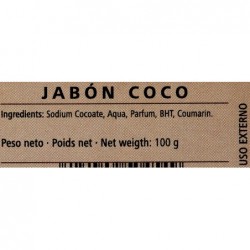 JABÓN COCO
Ingredients: Sodium Cocoate, Aqua, Parfum, BHT, Coumarin.
Peso neto · Poids net · Net weigth: 100 g
USO EXTERNO